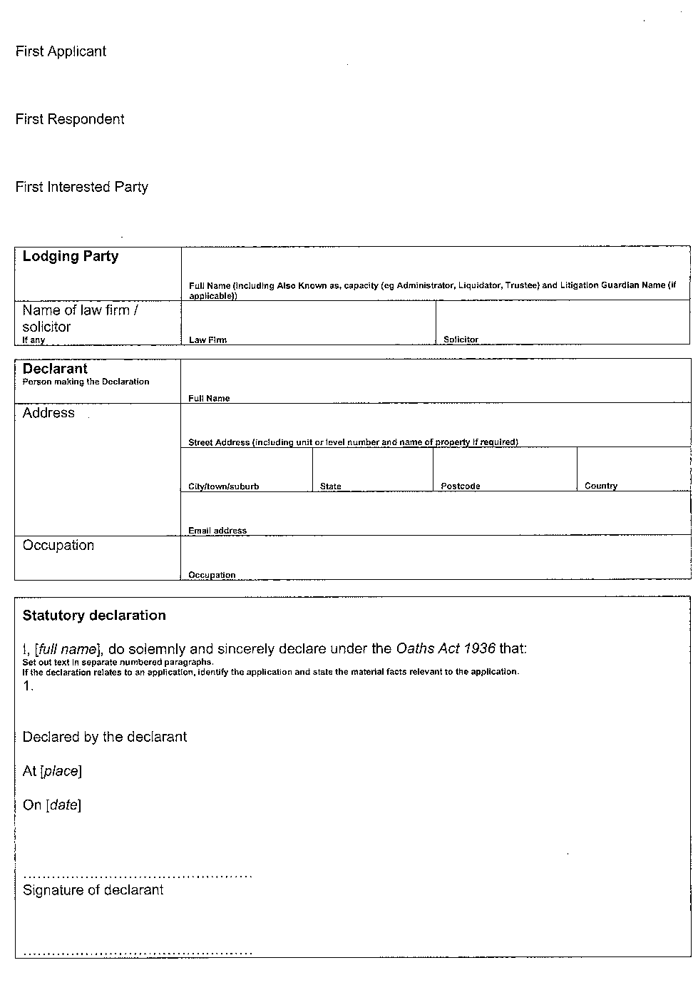 First Applicant
First Respondent
First Interested Party
Lodging Party
Full Name (including Also Known as, capacity (eg Administrator, Liquidator, Trustee) and Litigation Guardian Name (if
applicable))
Name of law firm /
solicitor
If any
Law Firm
Solicitor
Declarant
Person making the Declaration
Full Name
Address
Street Address (including unit or level number and name of property if required)
City/town/suburb
State
Postcode
Country
Email address
Occupation
Occupation
Statutory declaration
I, [full name], do solemnly and sincerely declare under the Oaths Act 1936 that:
Set out text in separate numbered paragraphs.
If the declaration relates to an application, identify the application and state the material facts relevant to the application.
1.
Declared by the declarant
At [place]
On [date]
................................................
Signature of declarant
................................................